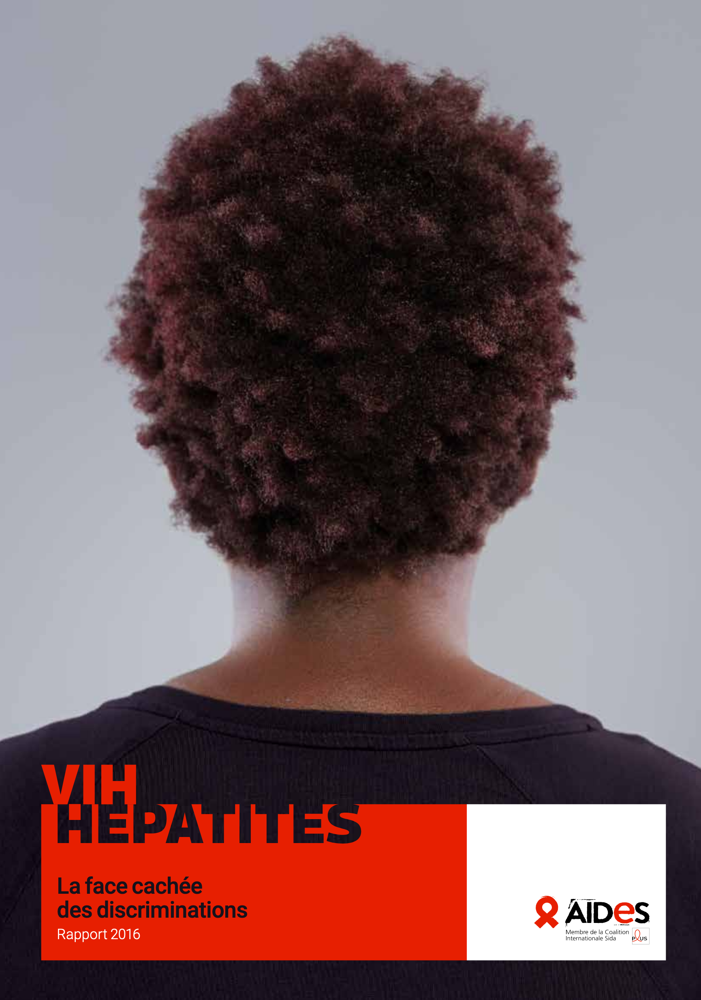 VIH
HEPATITES
La face cachée
des discriminations
Rapport 2016
AIDES
Membre de la Coalition
Internationale Sida
PLUS